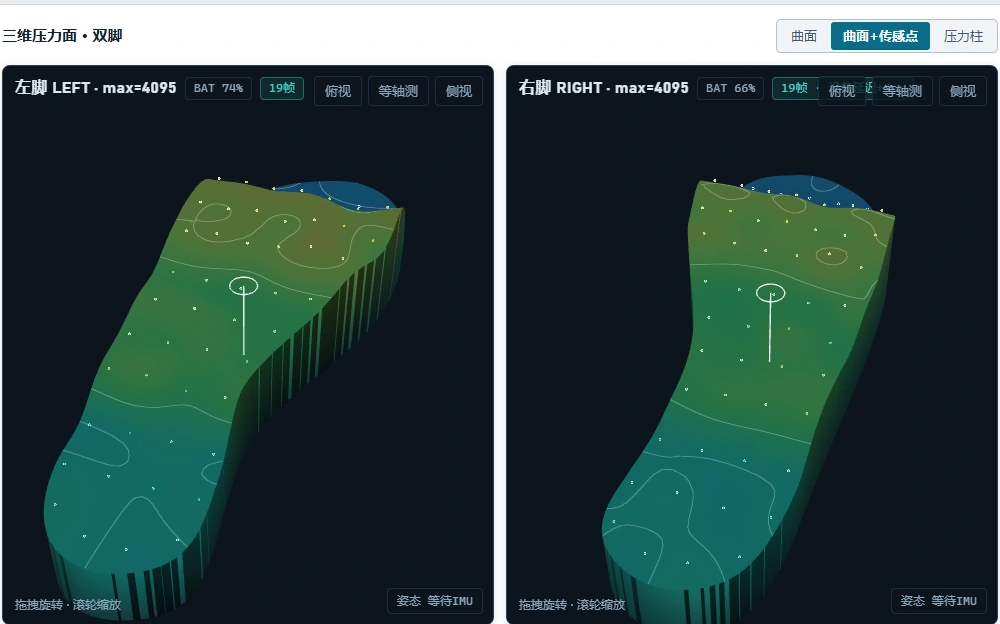 三维压力面 • 双脚
曲面 曲面+传感点 压力柱
左脚 LEFT · max=4095 BAT 74% 19帧 俯视 等轴测 侧视
拖拽旋转 · 滚轮缩放 姿态 等待IMU
右脚 RIGHT · max=4095 BAT 66% 19帧 · 俯视 等轴测 侧视
拖拽旋转 · 滚轮缩放 姿态 等待IMU